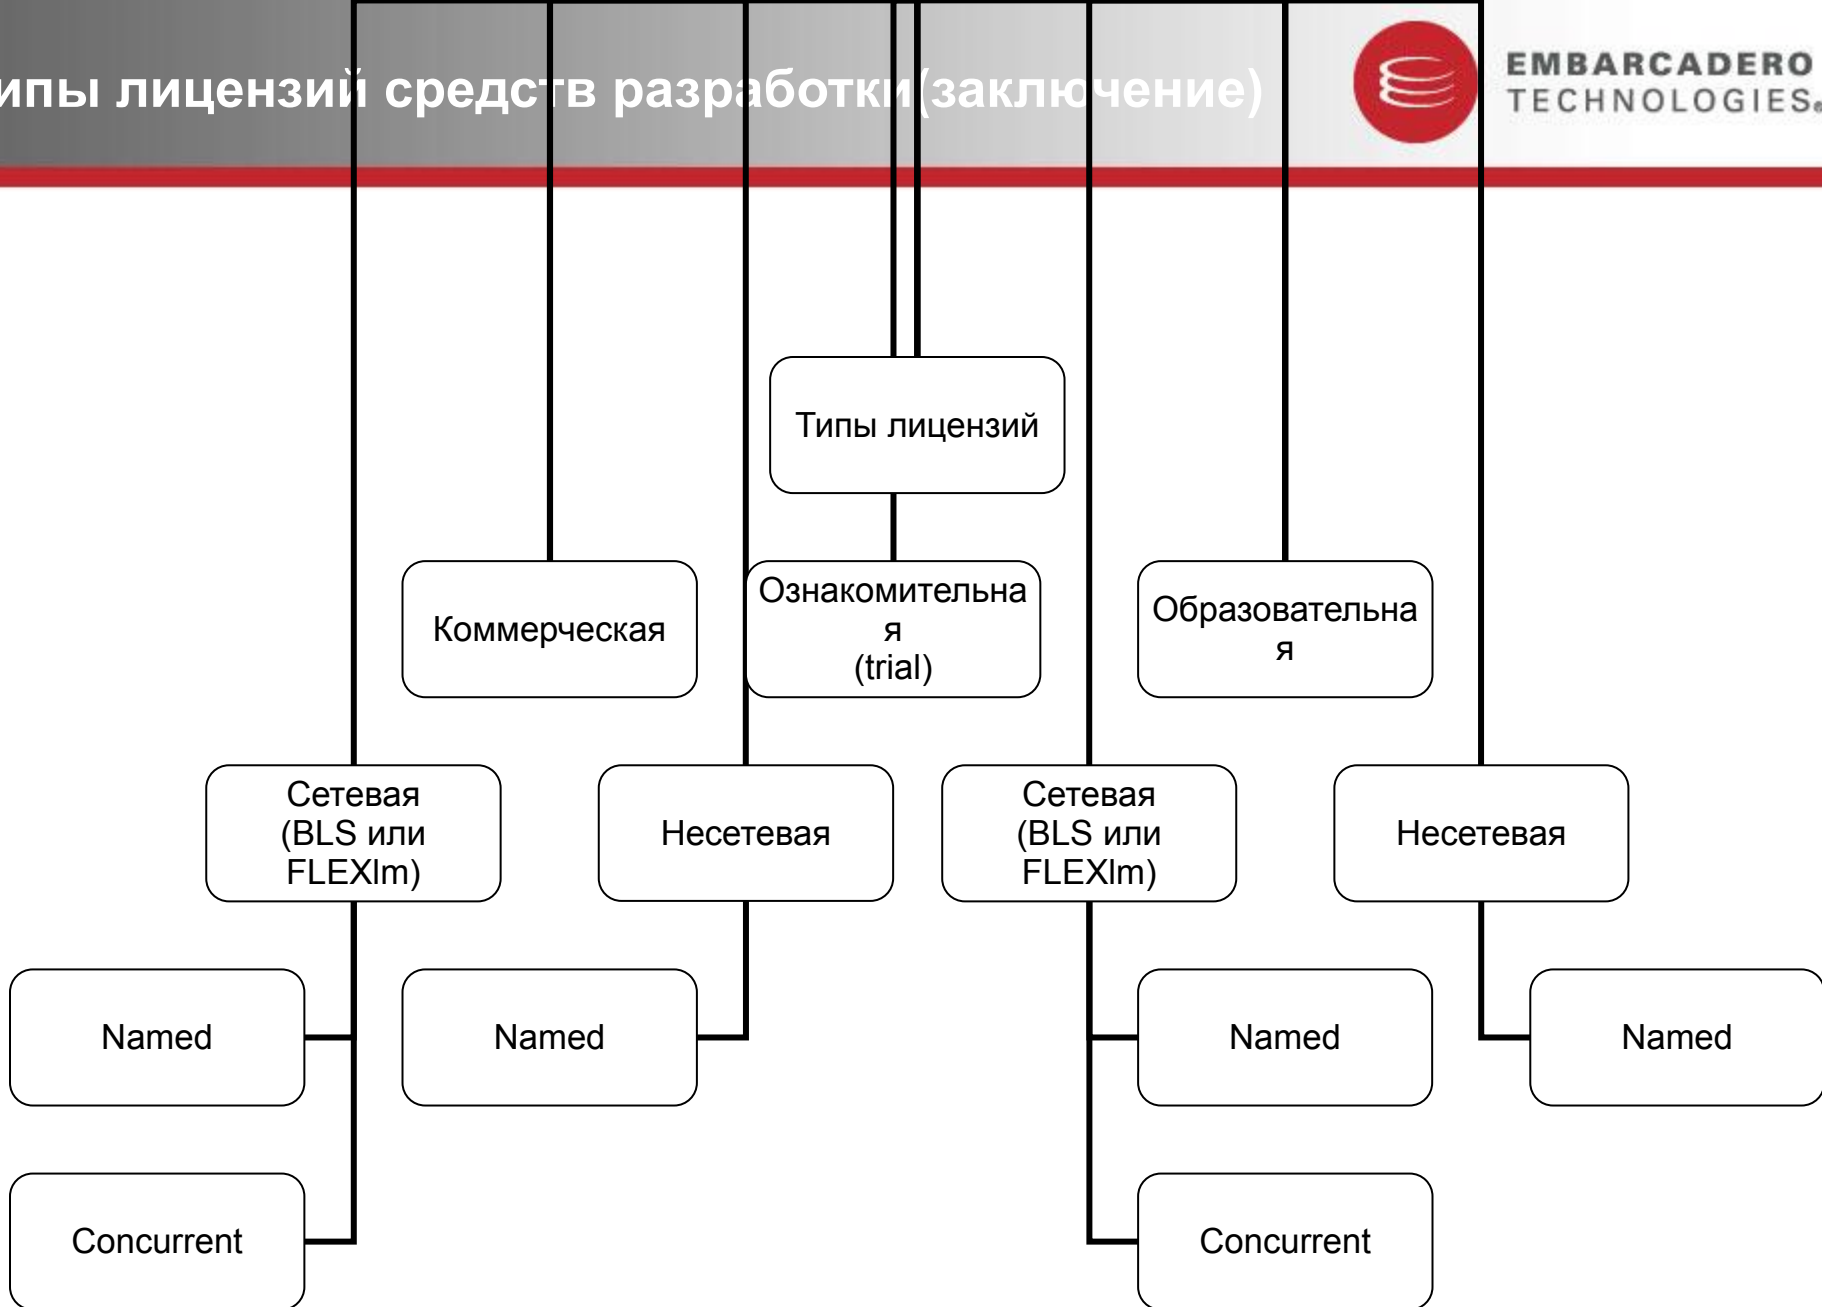 ипы лицензий средств разработки(заключение)
EMBARCADERO
TECHNOLOGIES®
Типы лицензий
Коммерческая
Ознакомительна
я
(trial)
Образовательна
я
Сетевая
(BLS или
FLEXlm)
Несетевая
Сетевая
(BLS или
FLEXlm)
Несетевая
Named
Named
Named
Named
Concurrent
Concurrent